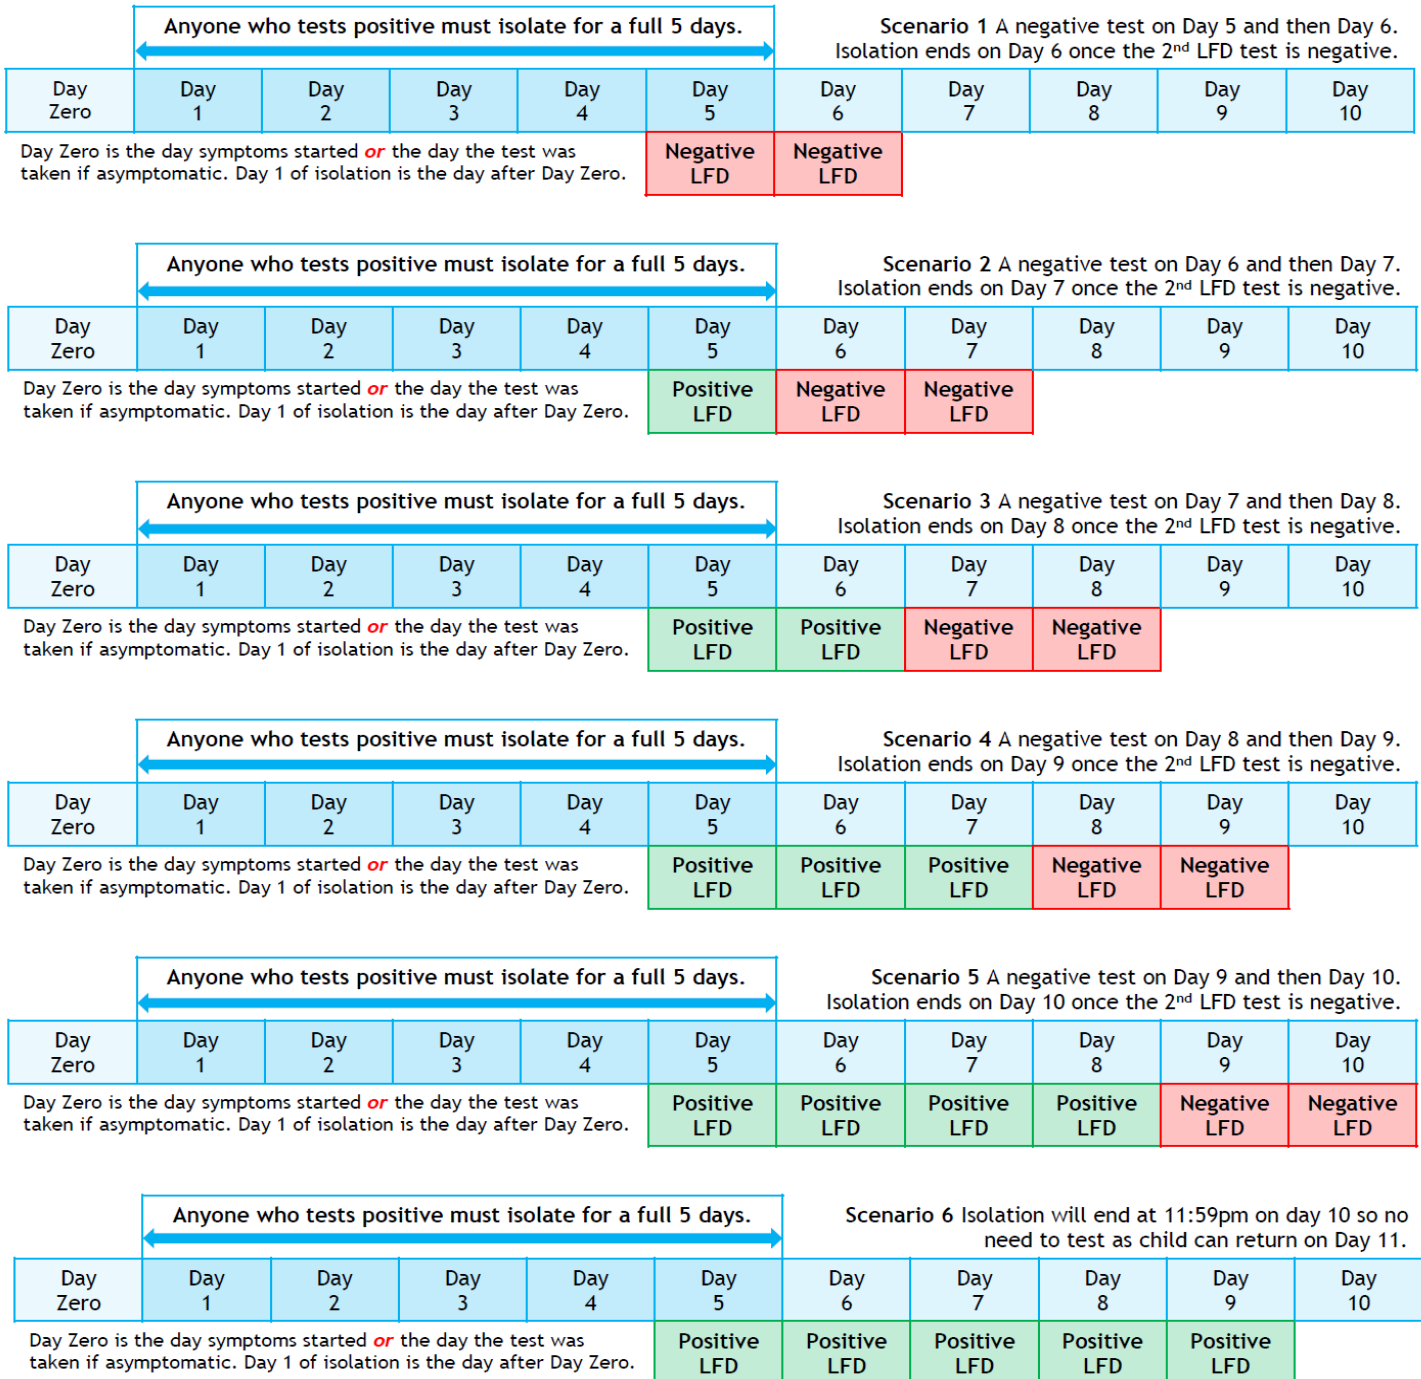 Anyone who tests positive must isolate for a full 5 days.
Scenario 1 A negative test on Day 5 and then Day 6.
Isolation ends on Day 6 once the 2nd LFD test is negative.
Day Zero Day 1 Day 2 Day 3 Day 4 Day 5 Day 6 Day 7 Day 8 Day 9 Day 10
Day Zero is the day symptoms started or the day the test was
taken if asymptomatic. Day 1 of isolation is the day after Day Zero.
Negative LFD Negative LFD
Anyone who tests positive must isolate for a full 5 days.
Scenario 2 A negative test on Day 6 and then Day 7.
Isolation ends on Day 7 once the 2nd LFD test is negative.
Day Zero Day 1 Day 2 Day 3 Day 4 Day 5 Day 6 Day 7 Day 8 Day 9 Day 10
Day Zero is the day symptoms started or the day the test was
taken if asymptomatic. Day 1 of isolation is the day after Day Zero.
Positive LFD Negative LFD Negative LFD
Anyone who tests positive must isolate for a full 5 days.
Scenario 3 A negative test on Day 7 and then Day 8.
Isolation ends on Day 8 once the 2nd LFD test is negative.
Day Zero Day 1 Day 2 Day 3 Day 4 Day 5 Day 6 Day 7 Day 8 Day 9 Day 10
Day Zero is the day symptoms started or the day the test was
taken if asymptomatic. Day 1 of isolation is the day after Day Zero.
Positive LFD Positive LFD Negative LFD Negative LFD
Anyone who tests positive must isolate for a full 5 days.
Scenario 4 A negative test on Day 8 and then Day 9.
Isolation ends on Day 9 once the 2nd LFD test is negative.
Day Zero Day 1 Day 2 Day 3 Day 4 Day 5 Day 6 Day 7 Day 8 Day 9 Day 10
Day Zero is the day symptoms started or the day the test was
taken if asymptomatic. Day 1 of isolation is the day after Day Zero.
Positive LFD Positive LFD Positive LFD Negative LFD Negative LFD
Anyone who tests positive must isolate for a full 5 days.
Scenario 5 A negative test on Day 9 and then Day 10.
Isolation ends on Day 10 once the 2nd LFD test is negative.
Day Zero Day 1 Day 2 Day 3 Day 4 Day 5 Day 6 Day 7 Day 8 Day 9 Day 10
Day Zero is the day symptoms started or the day the test was
taken if asymptomatic. Day 1 of isolation is the day after Day Zero.
Positive LFD Positive LFD Positive LFD Positive LFD Negative LFD Negative LFD
Anyone who tests positive must isolate for a full 5 days.
Scenario 6 Isolation will end at 11:59pm on day 10 so no
need to test as child can return on Day 11.
Day Zero Day 1 Day 2 Day 3 Day 4 Day 5 Day 6 Day 7 Day 8 Day 9 Day 10
Day Zero is the day symptoms started or the day the test was
taken if asymptomatic. Day 1 of isolation is the day after Day Zero.
Positive LFD Positive LFD Positive LFD Positive LFD Positive LFD